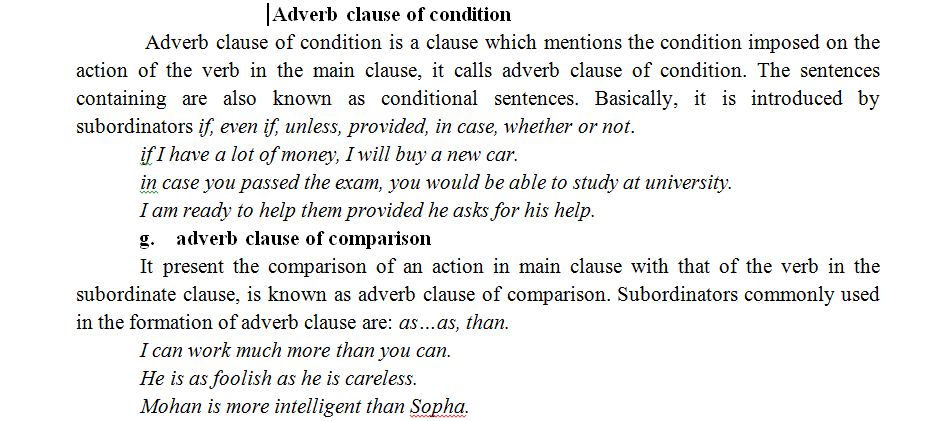 Adverb clause of condition
Adverb clause of condition is a clause which mentions the condition imposed on the
action of the verb in the main clause, it calls adverb clause of condition. The sentences
containing are also known as conditional sentences. Basically, it is introduced by
subordinators if, even if, unless, provided, in case, whether or not.
if I have a lot of money, I will buy a new car.
in case you passed the exam, you would be able to study at university.
I am ready to help them provided he asks for his help.
g. adverb clause of comparison
It present the comparison of an action in main clause with that of the verb in the
subordinate clause, is known as adverb clause of comparison. Subordinators commonly used
in the formation of adverb clause are: as…as, than.
I can work much more than you can.
He is as foolish as he is careless.
Mohan is more intelligent than Sopha.